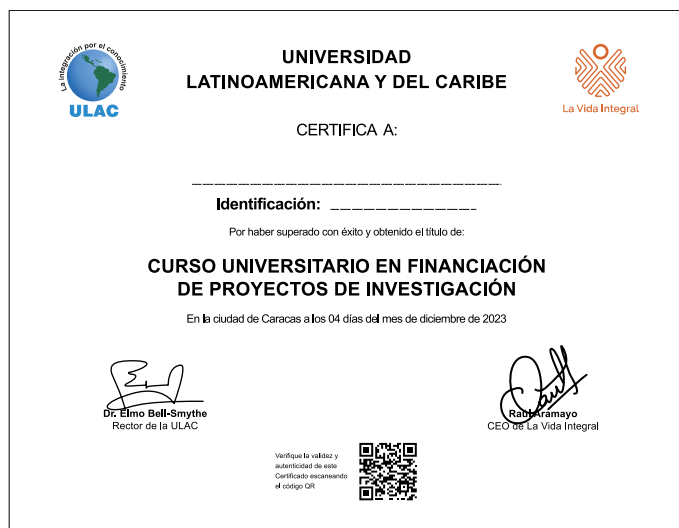 La integración por el conocimiento
ULAC
UNIVERSIDAD
LATINOAMERICANA Y DEL CARIBE
La Vida Integral
CERTIFICA A:
Identificación:
Por haber superado con éxito y obtenido el título de:
CURSO UNIVERSITARIO EN FINANCIACIÓN
DE PROYECTOS DE INVESTIGACIÓN
En la ciudad de Caracas a los 04 días del mes de diciembre de 2023
Dr. Elmo Bell-Smythe
Rector de la ULAC
Raúl Aramayo
CEO de La Vida Integral
Verifique la validez y
autenticidad de este
Certificado escaneando
el código QR